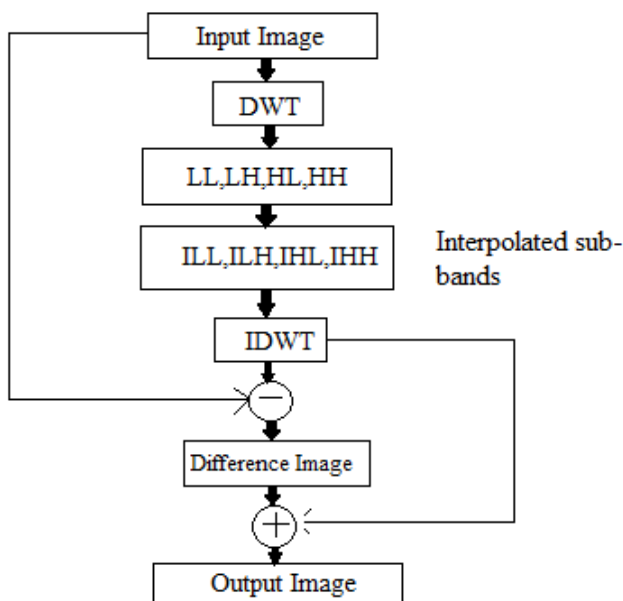 Input Image
DWT
LL,LH,HL,HH
ILL,ILH,IHL,IHH
Interpolated sub-
bands
IDWT
−
Difference Image
+
Output Image